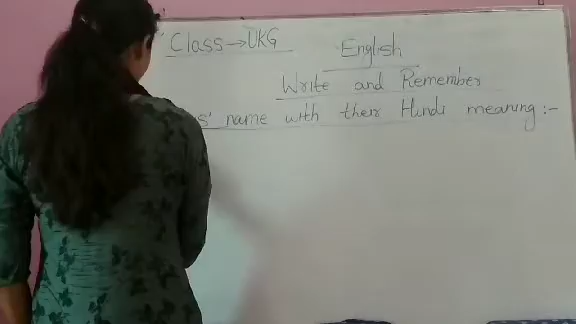 Class → UKG
English
Write and Remember
s' name with their Hindi meaning :-